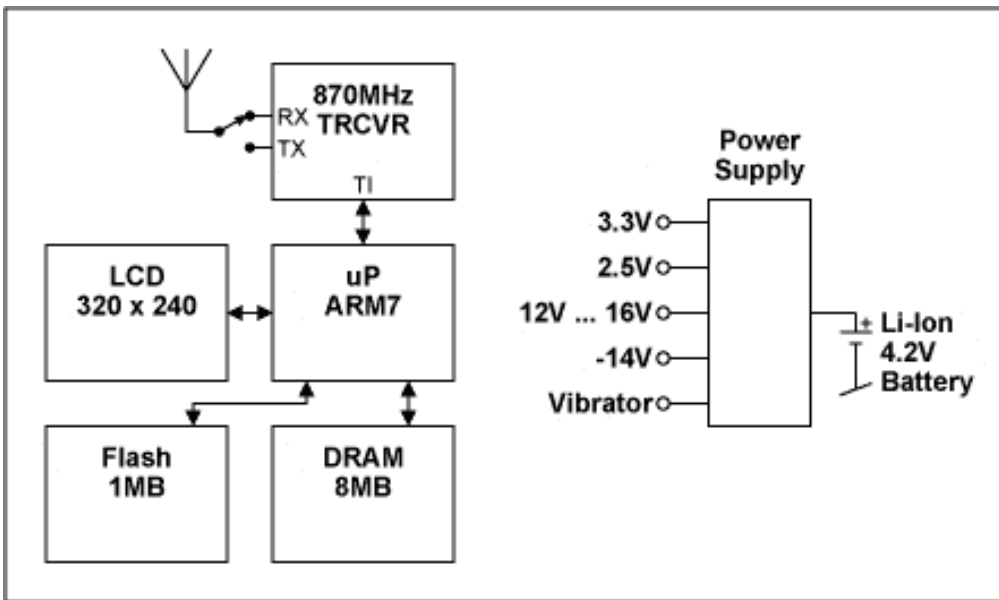 870MHz
TRCVR
RX
TX
TI
LCD
320 x 240
uP
ARM7
Flash
1MB
DRAM
8MB
Power
Supply
3.3V
2.5V
12V ... 16V
-14V
Vibrator
+ Li-Ion
4.2V
Battery